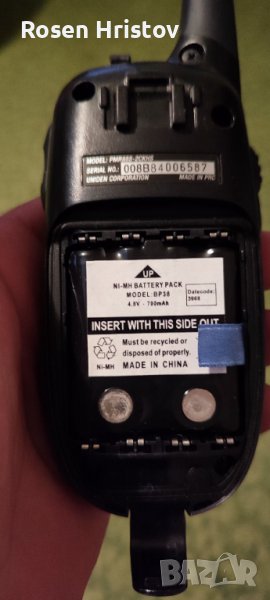 Rosen Hristov
MODEL:
SERIAL NO.: 008B84006587
UNIDEN CORPORATION MADE IN PRC
UP
NI-MH BATTERY PACK
MODEL BP38
4.8V - 700mAh
Datecode:
INSERT WITH THIS SIDE OUT
Must be recycled or
disposed of properly.
Ni-MH
MADE IN CHINA
BAZAR.bg